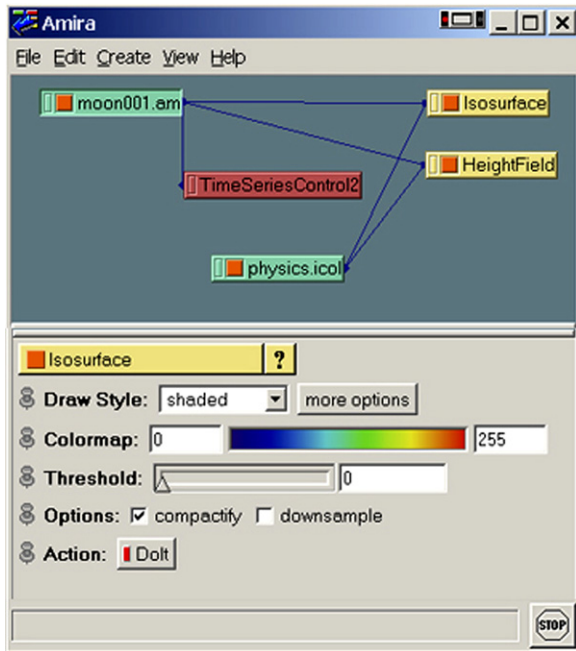 Amira
File Edit Create View Help
moon001.am
Isosurface
HeightField
TimeSeriesControl2
physics.icol
Isosurface ?
Draw Style: shaded more options
Colormap: 0 255
Threshold: 0
Options: compactify downsample
Action: DoIt
STOP